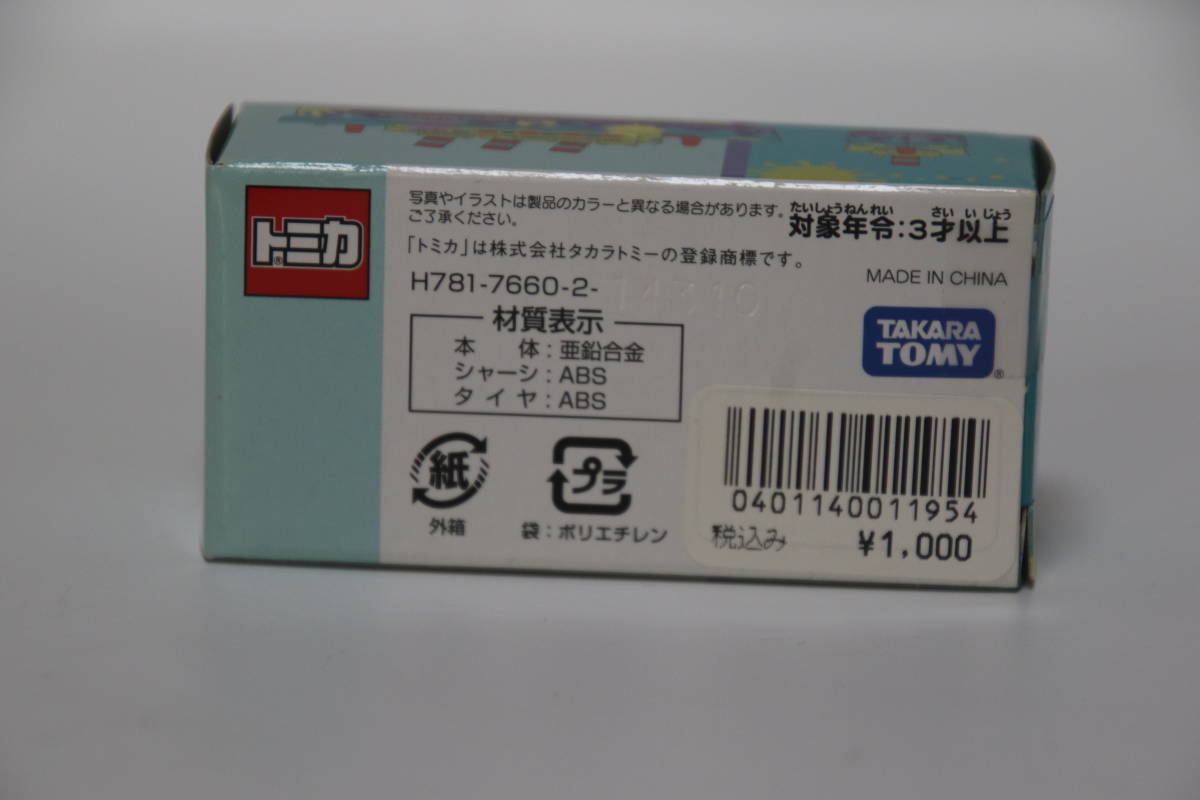 トミカ
®
写真やイラストは製品のカラーと異なる場合があります。
ご了承ください。
たいしょうねんれい さい いじょう
対象年令:3才以上
「トミカ」は株式会社タカラトミーの登録商標です。
MADE IN CHINA
H781-7660-2-
14310
TAKARA
TOMY
®
材質表示
本 体:亜鉛合金
シャーシ:ABS
タイヤ:ABS
紙
外箱
プラ
袋:ポリエチレン
0401140011954
税込み ¥1,000